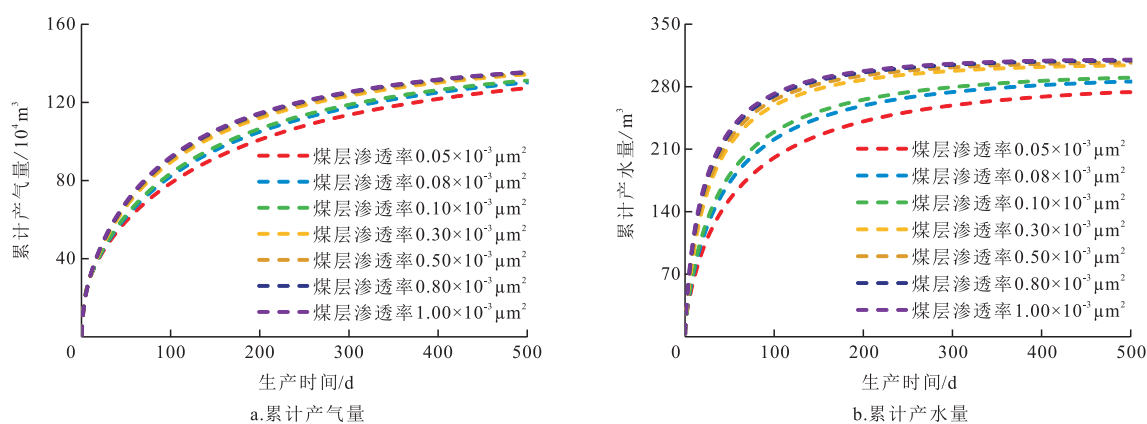 160
120
80
40
0
100
200
300
400
500
累计产气量/10⁴m³
煤层渗透率0.05×10⁻³μm²
煤层渗透率0.08×10⁻³μm²
煤层渗透率0.10×10⁻³μm²
煤层渗透率0.30×10⁻³μm²
煤层渗透率0.50×10⁻³μm²
煤层渗透率0.80×10⁻³μm²
煤层渗透率1.00×10⁻³μm²
生产时间/d
a.累计产气量
350
280
210
140
70
0
100
200
300
400
500
累计产水量/m³
煤层渗透率0.05×10⁻³μm²
煤层渗透率0.08×10⁻³μm²
煤层渗透率0.10×10⁻³μm²
煤层渗透率0.30×10⁻³μm²
煤层渗透率0.50×10⁻³μm²
煤层渗透率0.80×10⁻³μm²
煤层渗透率1.00×10⁻³μm²
生产时间/d
b.累计产水量